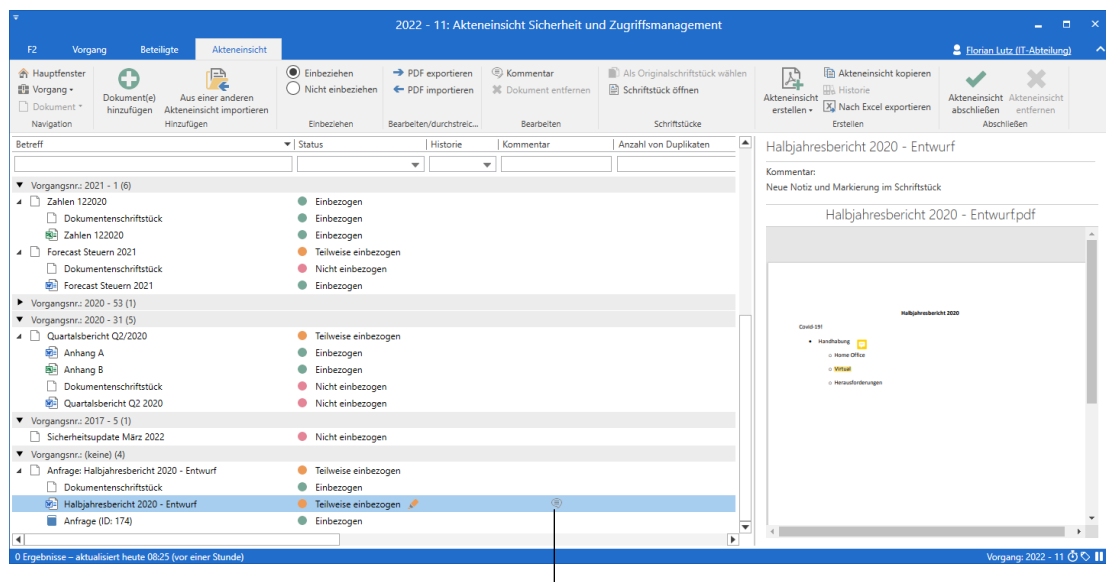 2022 - 11: Akteneinsicht Sicherheit und Zugriffsmanagement
F2 Vorgang Beteiligte Akteneinsicht Florian Lutz (IT-Abteilung)
Hauptfenster
Vorgang
Dokument
Navigation
Dokument(e)
hinzufügen
Aus einer anderen
Akteneinsicht importieren
Hinzufügen
Einbeziehen
Nicht einbeziehen
Einbeziehen
PDF exportieren
PDF importieren
Bearbeiten/durchstreic...
Kommentar
Dokument entfernen
Bearbeiten
Als Originalschriftstück wählen
Schriftstück öffnen
Schriftstücke
Akteneinsicht
erstellen
Akteneinsicht kopieren
Historie
Nach Excel exportieren
Erstellen
Akteneinsicht
abschließen
Akteneinsicht
entfernen
Abschließen
Betreff Status Historie Kommentar Anzahl von Duplikaten
Vorgangsnr.: 2021 - 1 (6)
Zahlen 122020 Einbezogen
Dokumentenschriftstück Einbezogen
Zahlen 122020 Einbezogen
Forecast Steuern 2021 Teilweise einbezogen
Dokumentenschriftstück Nicht einbezogen
Forecast Steuern 2021 Einbezogen
Vorgangsnr.: 2020 - 53 (1)
Vorgangsnr.: 2020 - 31 (5)
Quartalsbericht Q2/2020 Teilweise einbezogen
Anhang A Einbezogen
Anhang B Einbezogen
Dokumentenschriftstück Nicht einbezogen
Quartalsbericht Q2 2020 Nicht einbezogen
Vorgangsnr.: 2017 - 5 (1)
Sicherheitsupdate März 2022 Nicht einbezogen
Vorgangsnr.: (keine) (4)
Anfrage: Halbjahresbericht 2020 - Entwurf Teilweise einbezogen
Dokumentenschriftstück Einbezogen
Halbjahresbericht 2020 - Entwurf Teilweise einbezogen
Anfrage (ID: 174) Einbezogen
Halbjahresbericht 2020 - Entwurf
Kommentar:
Neue Notiz und Markierung im Schriftstück
Halbjahresbericht 2020 - Entwurf.pdf
Halbjahresbericht 2020
Covid-19!
Handhabung
Home Office
Virtual
Herausforderungen
0 Ergebnisse – aktualisiert heute 08:25 (vor einer Stunde) Vorgang: 2022 - 11